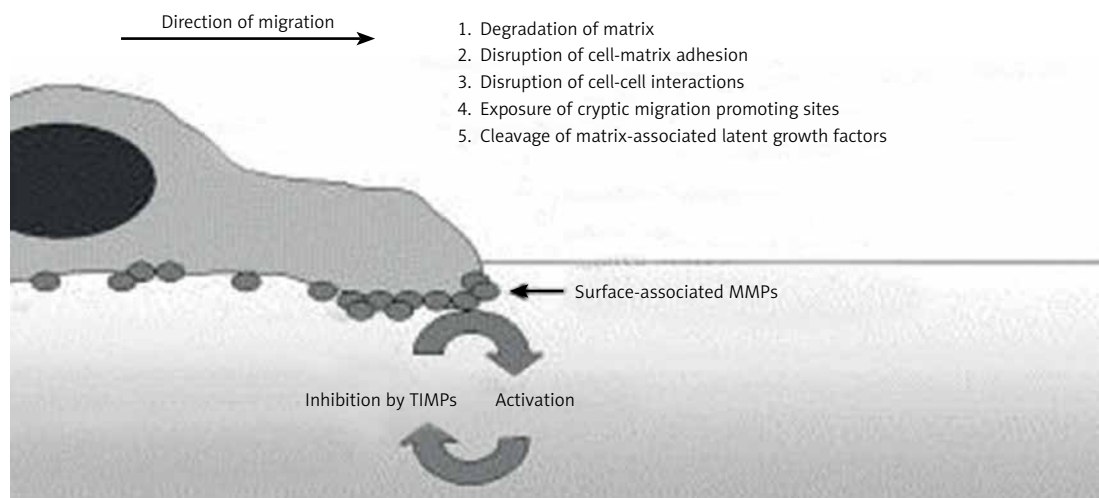 Direction of migration
1. Degradation of matrix
2. Disruption of cell-matrix adhesion
3. Disruption of cell-cell interactions
4. Exposure of cryptic migration promoting sites
5. Cleavage of matrix-associated latent growth factors
Surface-associated MMPs
Inhibition by TIMPs
Activation